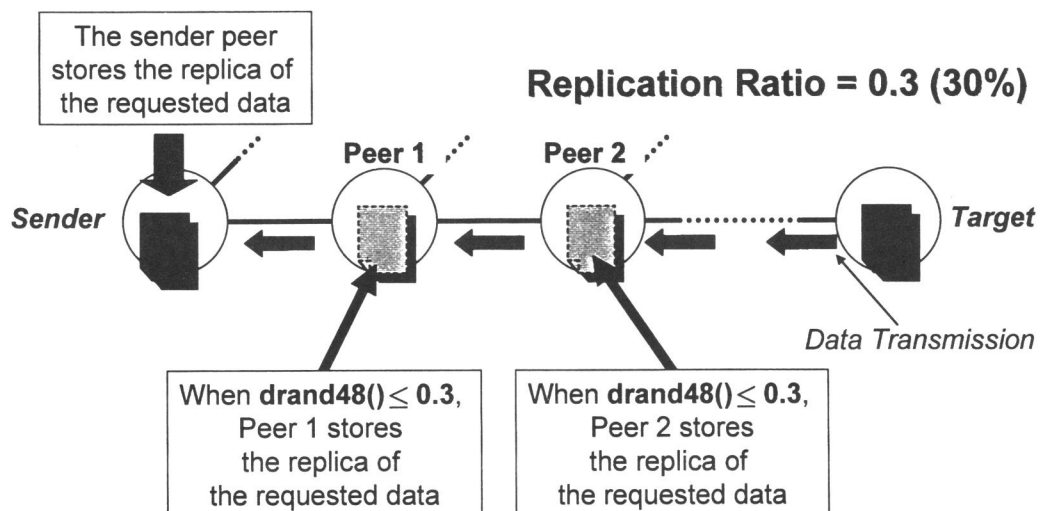 The sender peer
stores the replica of
the requested data
Replication Ratio = 0.3 (30%)
Peer 1
Peer 2
Sender
Target
Data Transmission
When drand48() ≤ 0.3,
Peer 1 stores
the replica of
the requested data
When drand48() ≤ 0.3,
Peer 2 stores
the replica of
the requested data